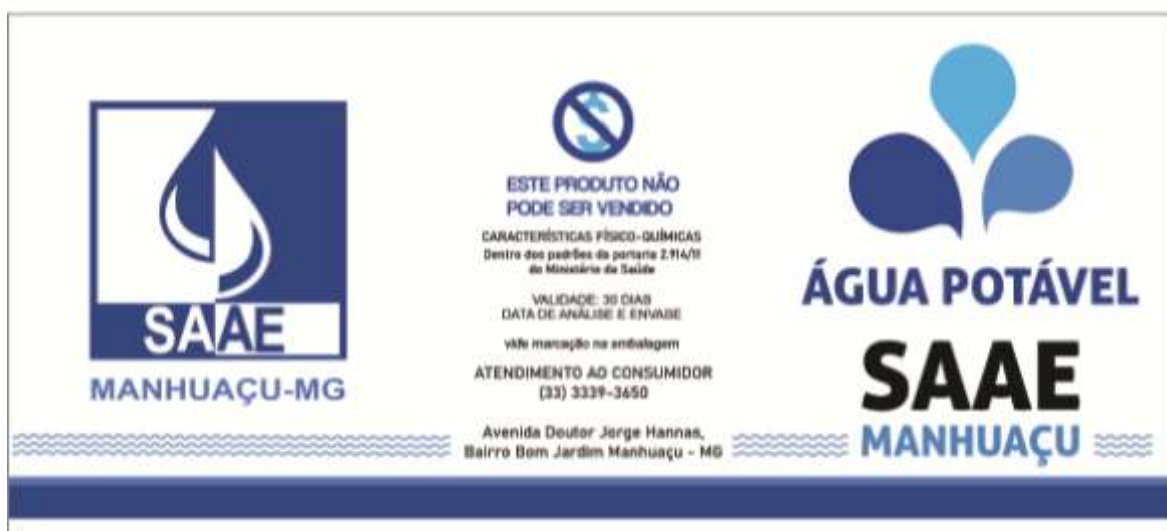 SAAE
MANHUAÇU-MG
ESTE PRODUTO NÃO
PODE SER VENDIDO
CARACTERÍSTICAS FÍSICO-QUÍMICAS
Dentro dos padrões da portaria 2.914/11
do Ministério da Saúde
VALIDADE: 30 DIAS
DATA DE ANÁLISE E ENVASE
vide marcação na embalagem
ATENDIMENTO AO CONSUMIDOR
(33) 3339-3650
Avenida Doutor Jorge Hannas,
Bairro Bom Jardim Manhuaçu - MG
ÁGUA POTÁVEL
SAAE
MANHUAÇU